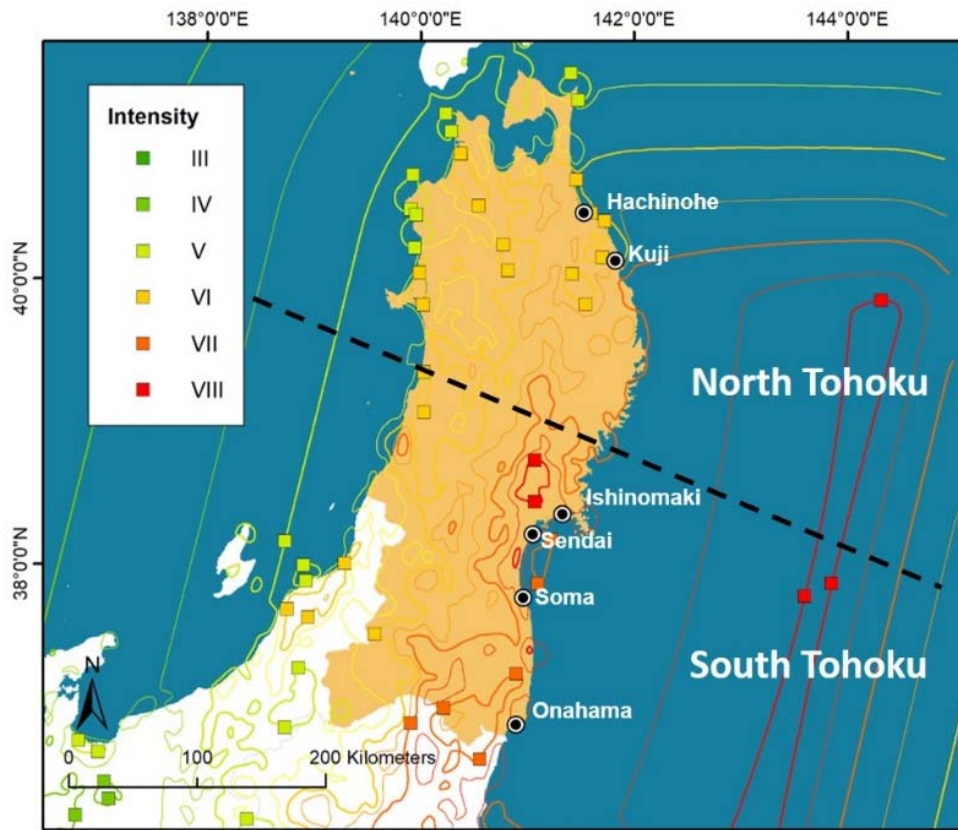 138°0'0"E
140°0'0"E
142°0'0"E
144°0'0"E
Intensity
III
IV
V
VI
VII
VIII
40°0'0"N
38°0'0"N
Hachinohe
Kuji
North Tohoku
Ishinomaki
Sendai
Soma
South Tohoku
Onahama
N
0
100
200 Kilometers